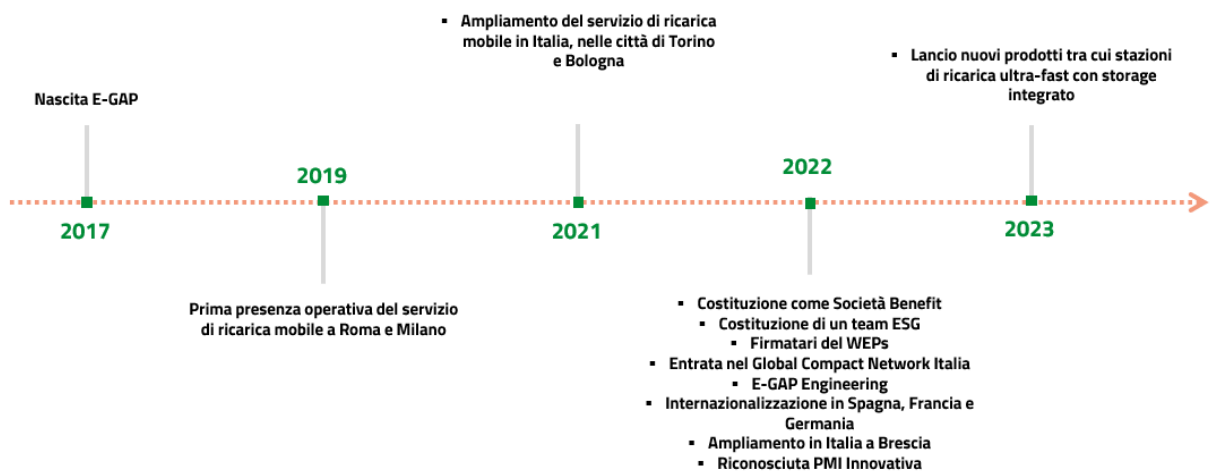 Nascita E-GAP
2017
2019
Prima presenza operativa del servizio
di ricarica mobile a Roma e Milano
▪ Ampliamento del servizio di ricarica
mobile in Italia, nelle città di Torino
e Bologna
2021
2022
▪ Costituzione come Società Benefit
▪ Costituzione di un team ESG
▪ Firmatari del WEPs
▪ Entrata nel Global Compact Network Italia
▪ E-GAP Engineering
▪ Internazionalizzazione in Spagna, Francia e
Germania
▪ Ampliamento in Italia a Brescia
▪ Riconosciuta PMI Innovativa
▪ Lancio nuovi prodotti tra cui stazioni
di ricarica ultra-fast con storage
integrato
2023